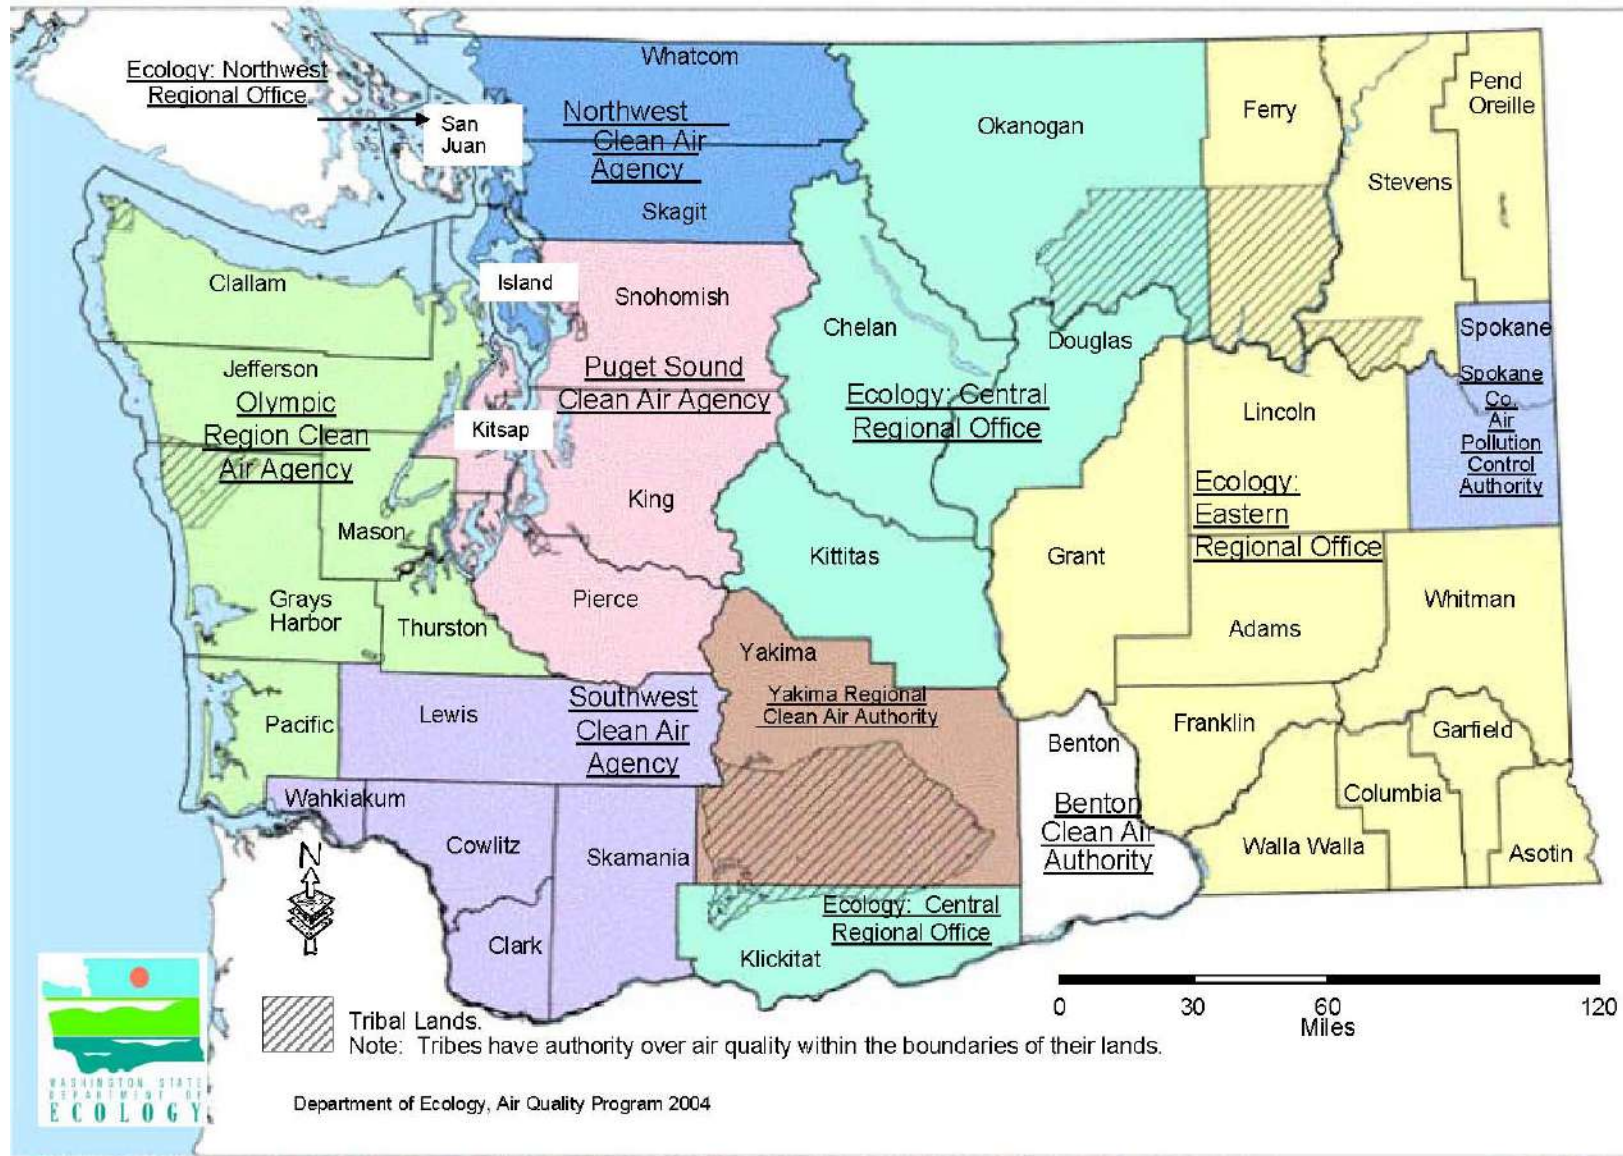 Ecology: Northwest
Regional Office
San
Juan
Whatcom
Northwest
Clean Air
Agency
Skagit
Okanogan
Ferry
Pend
Oreille
Stevens
Clallam
Island
Snohomish
Chelan
Douglas
Spokane
Jefferson
Olympic
Region Clean
Air Agency
Puget Sound
Clean Air Agency
Kitsap
Ecology: Central
Regional Office
Lincoln
Spokane
Co.
Air
Pollution
Control
Authority
Ecology:
Eastern
Regional Office
King
Mason
Kittitas
Grant
Grays
Harbor
Thurston
Pierce
Adams
Whitman
Yakima
Yakima Regional
Clean Air Authority
Pacific
Lewis
Southwest
Clean Air
Agency
Benton
Franklin
Garfield
Wahkiakum
Benton
Clean Air
Authority
Columbia
Cowlitz
Skamania
Walla Walla
Asotin
Ecology: Central
Regional Office
Clark
Klickitat
N
0 30 60 120
Miles
Tribal Lands.
Note: Tribes have authority over air quality within the boundaries of their lands.
WASHINGTON STATE
DEPARTMENT OF
ECOLOGY
Department of Ecology, Air Quality Program 2004